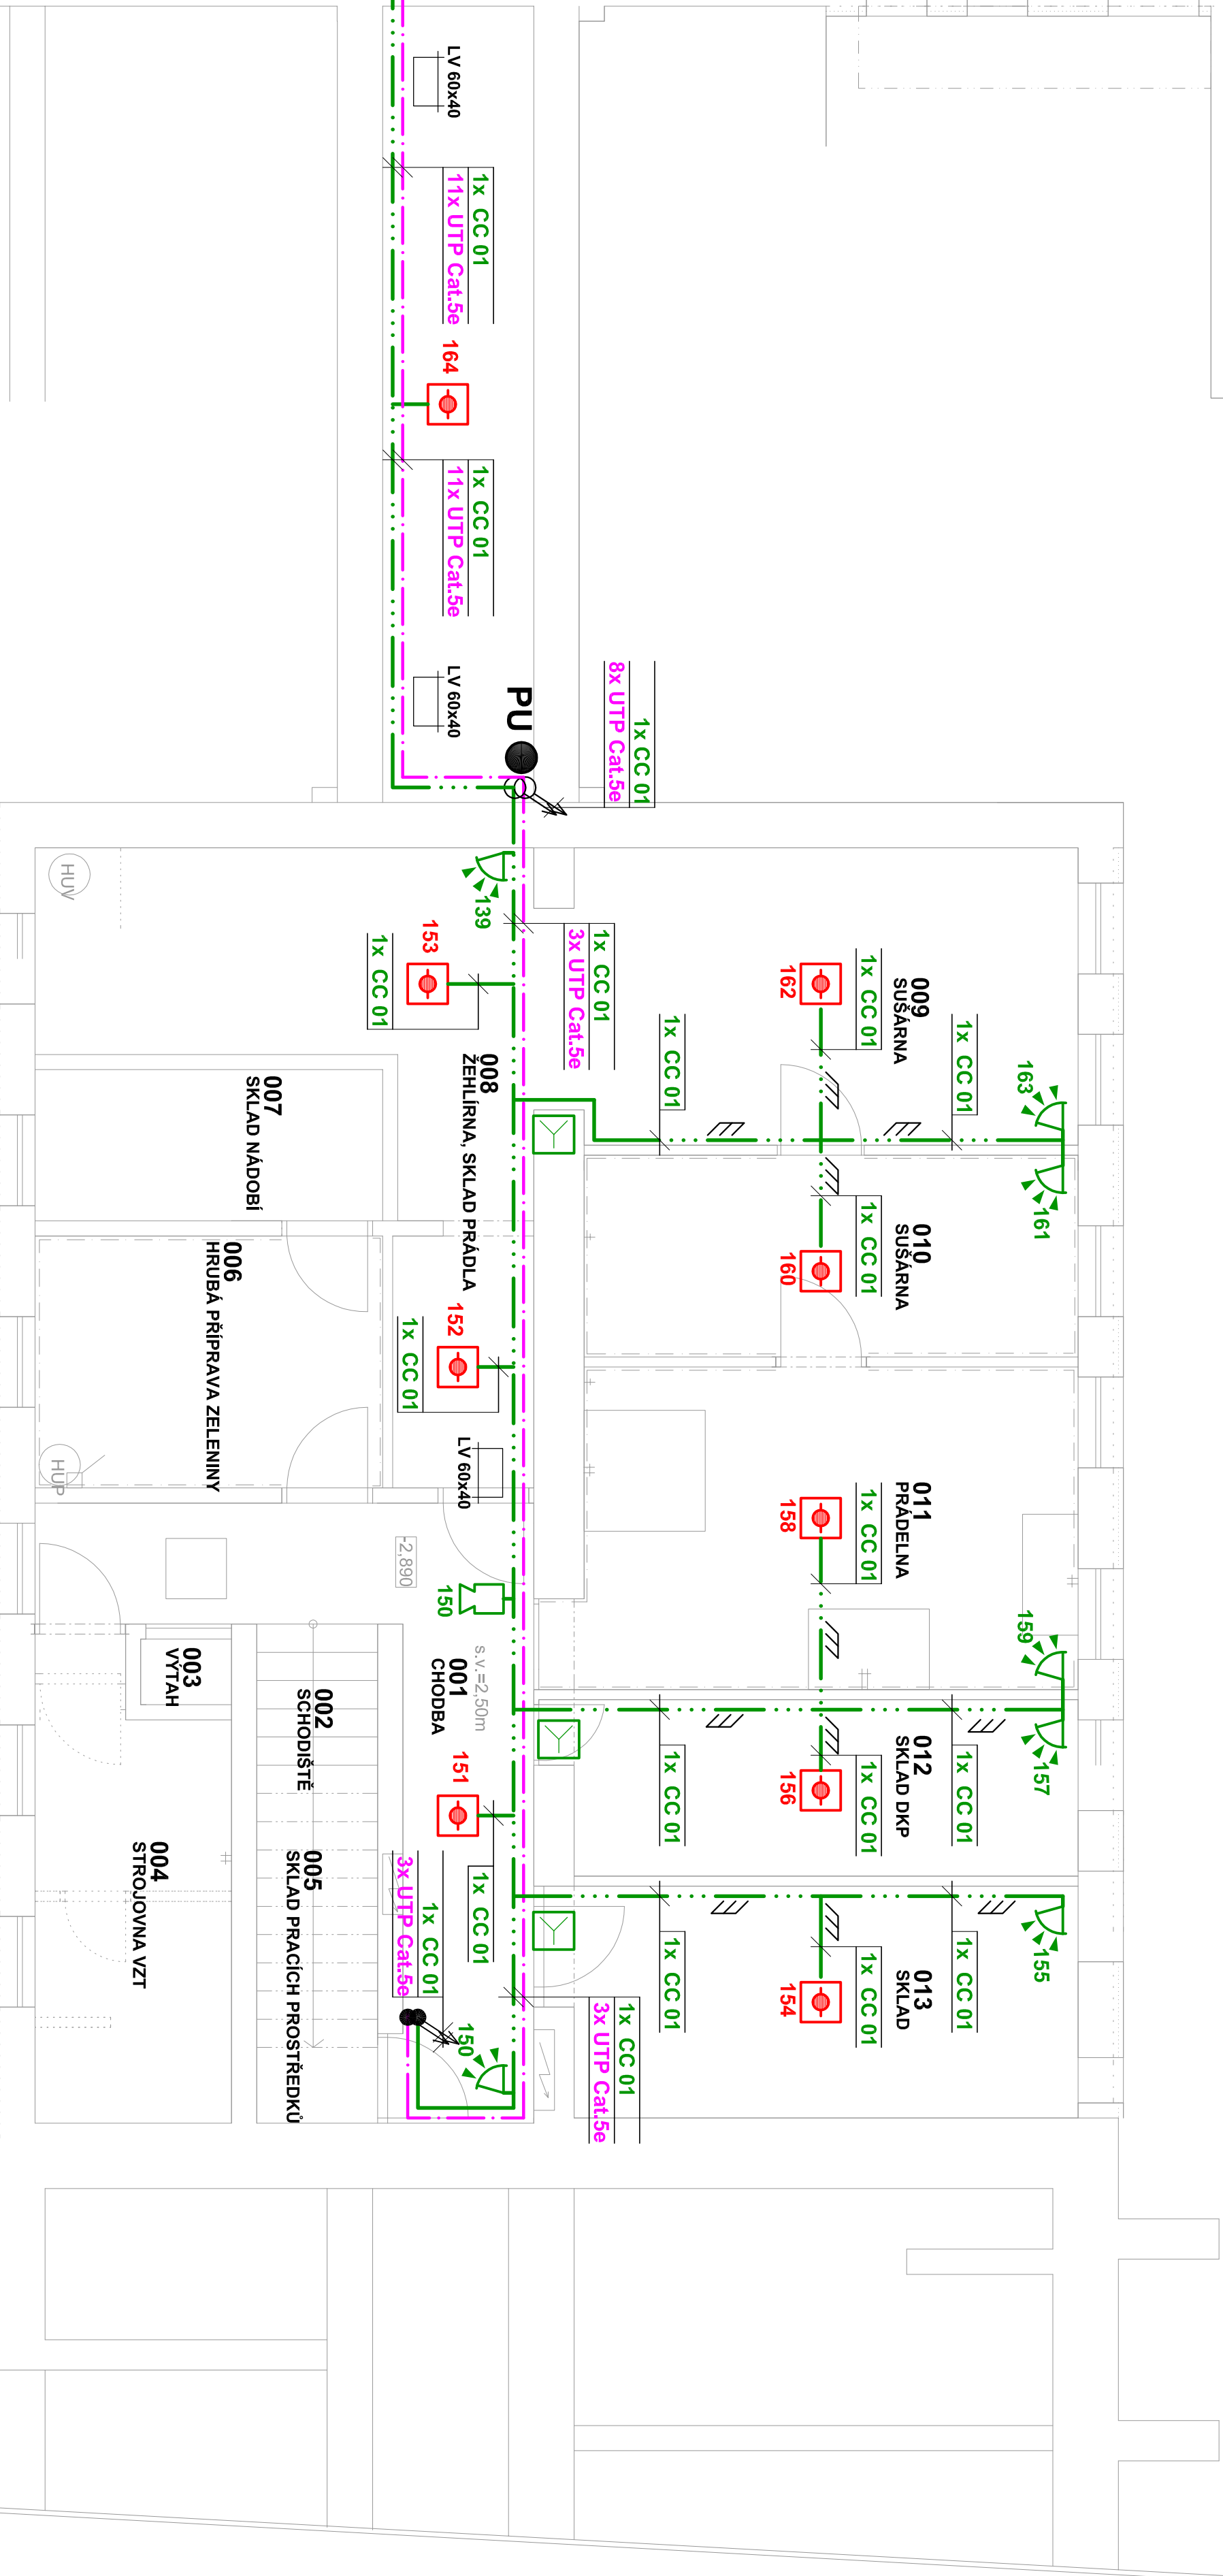 LV 60x40
1x CC 01
11x UTP Cat.5e
164
1x CC 01
11x UTP Cat.5e
LV 60x40
PU
1x CC 01
8x UTP Cat.5e
HUV
139
153
1x CC 01
1x CC 01
3x UTP Cat.5e
162
1x CC 01
009
SUŠÁRNA
1x CC 01
1x CC 01
163
161
008
ŽEHLÍRNA, SKLAD PRÁDLA
007
SKLAD NÁDOBÍ
010
SUŠÁRNA
1x CC 01
160
006
HRUBÁ PŘÍPRAVA ZELENINY
152
1x CC 01
HUP
LV 60x40
-2,890
011
PRÁDELNA
1x CC 01
158
159
157
150
s.v.=2,50m
001
CHODBA
003
VÝTAH
002
SCHODIŠTĚ
151
1x CC 01
012
SKLAD DKP
1x CC 01
156
1x CC 01
1x CC 01
004
STROJOVNA VZT
005
SKLAD PRACÍCH PROSTŘEDKŮ
1x CC 01
3x UTP Cat.5e
150
1x CC 01
3x UTP Cat.5e
1x CC 01
013
SKLAD
1x CC 01
154
1x CC 01
155